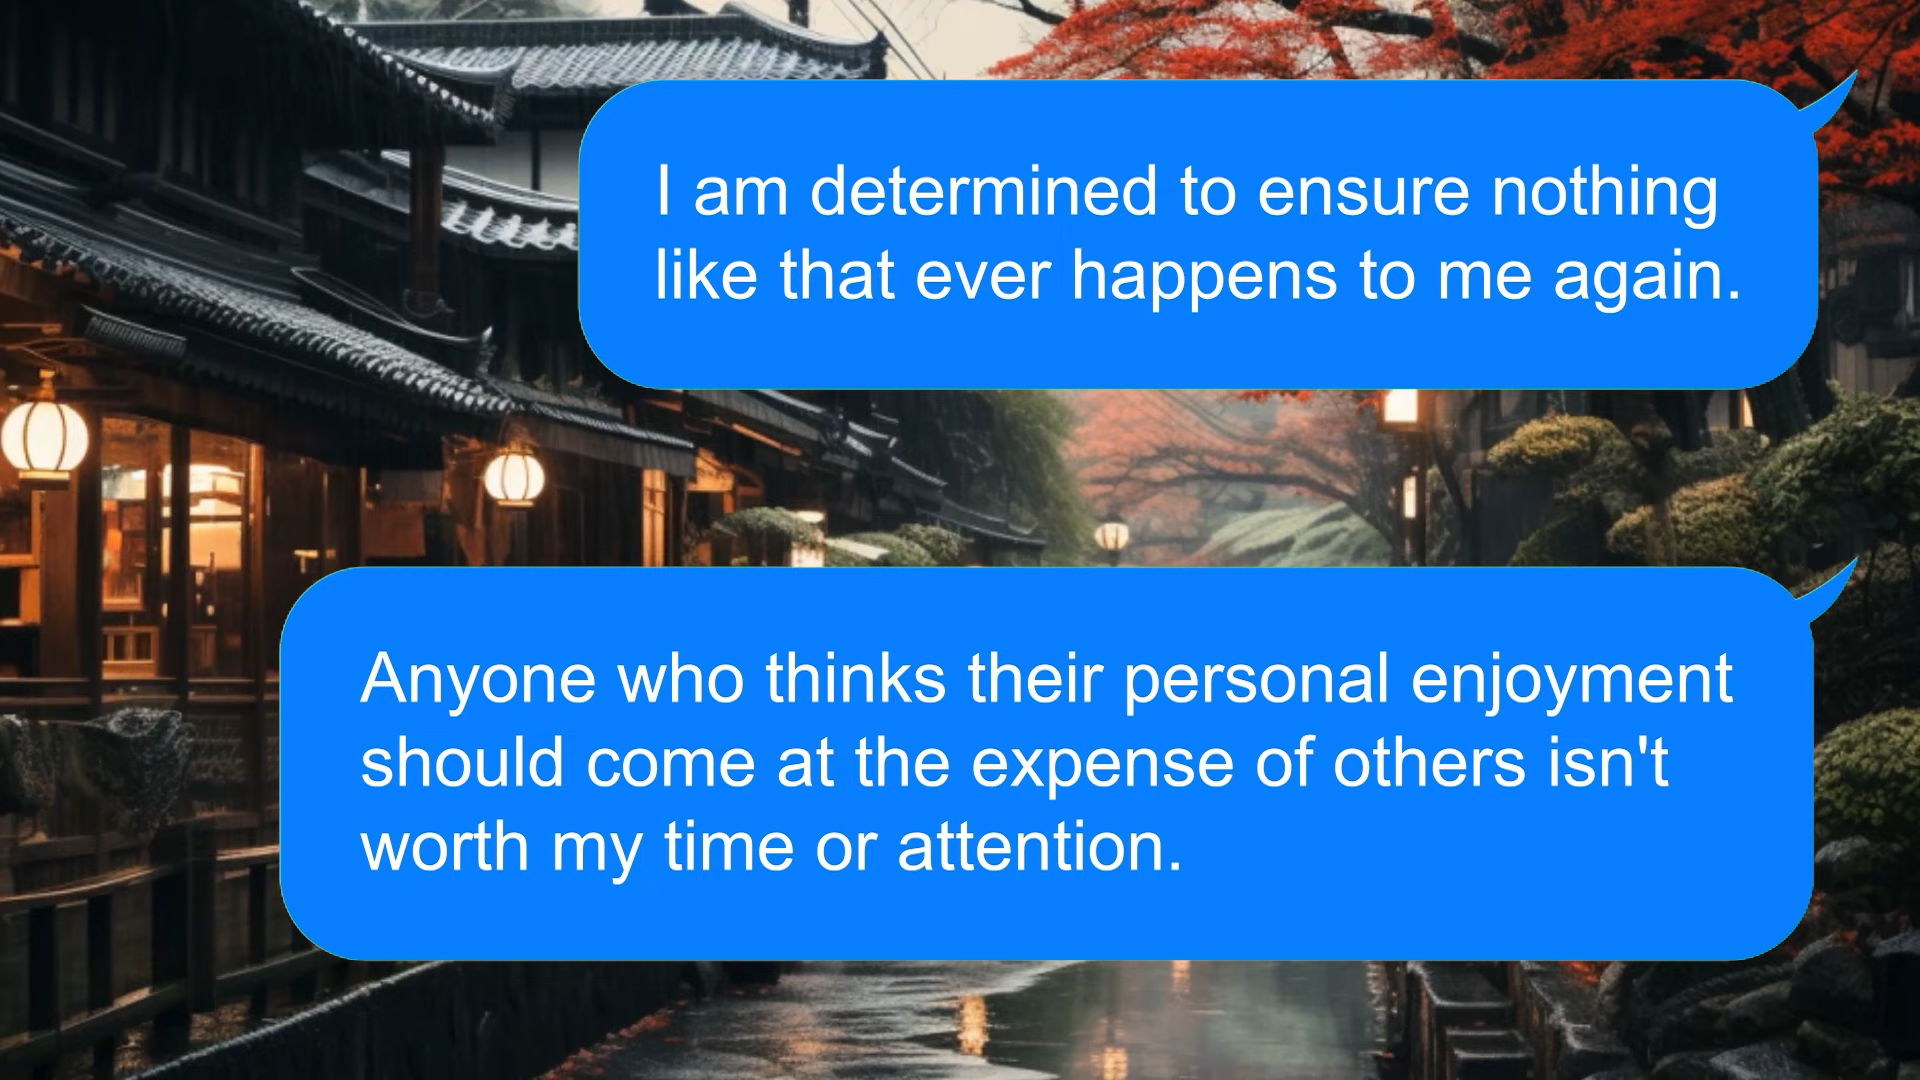 I am determined to ensure nothing
like that ever happens to me again.
Anyone who thinks their personal enjoyment
should come at the expense of others isn't
worth my time or attention.